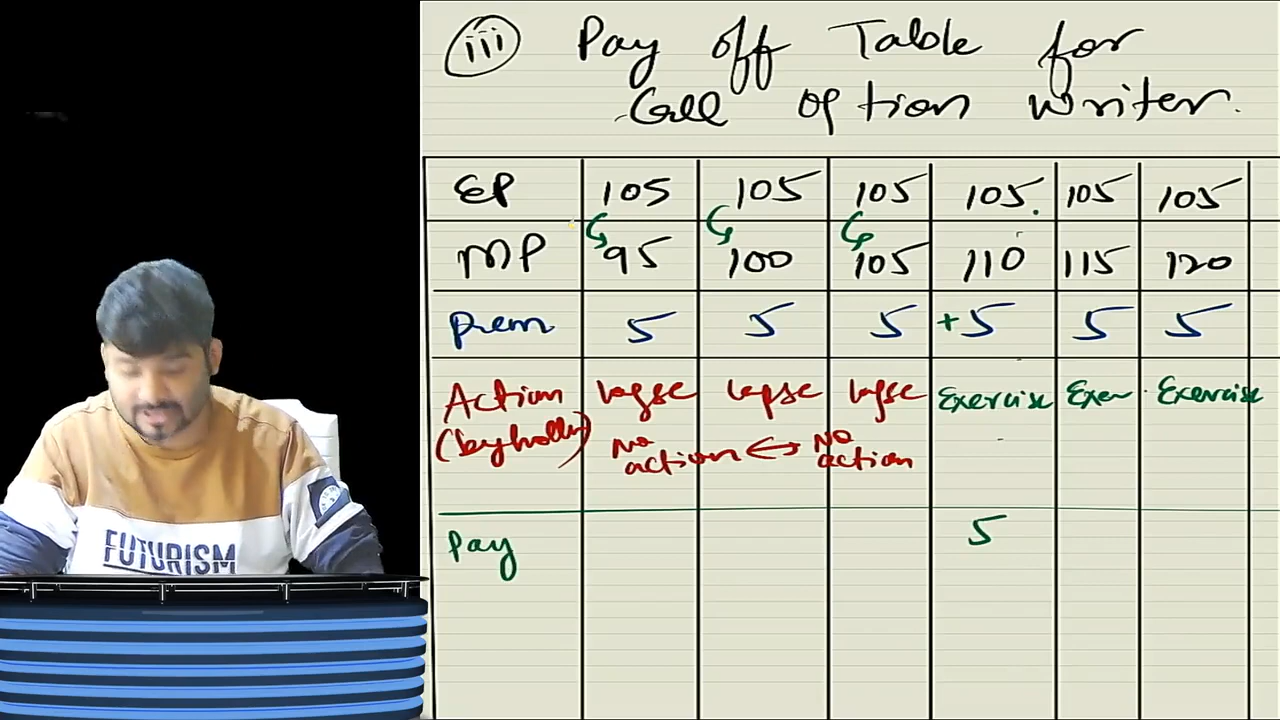 iii Pay off Table for
Call option writer.
EP 105 105 105 105. 105 105
MP 95 100 105 110 115 120
Prem 5 5 5 +5 5 5
Action lapse lapse lapse Exercise Exer. Exercise
(by holder) No action ↔ No action
Pay 5
FUTURISM